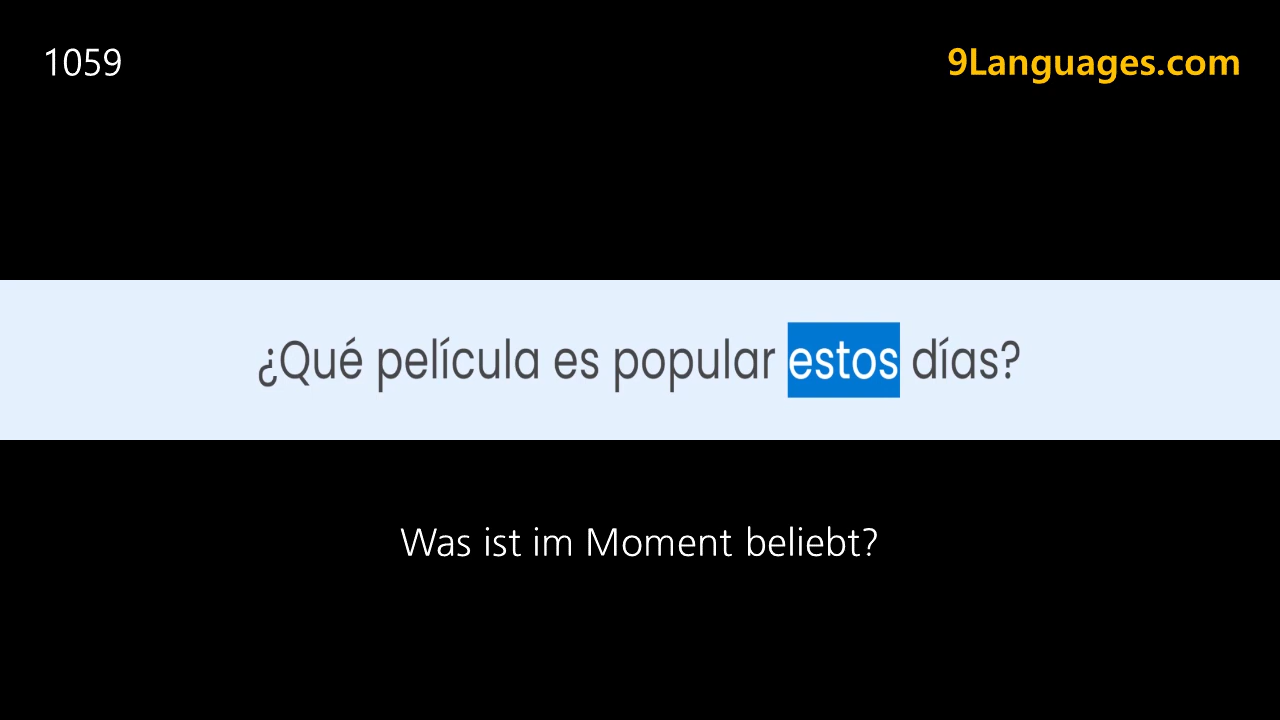 1059
9Languages.com
¿Qué película es popular estos días?
Was ist im Moment beliebt?